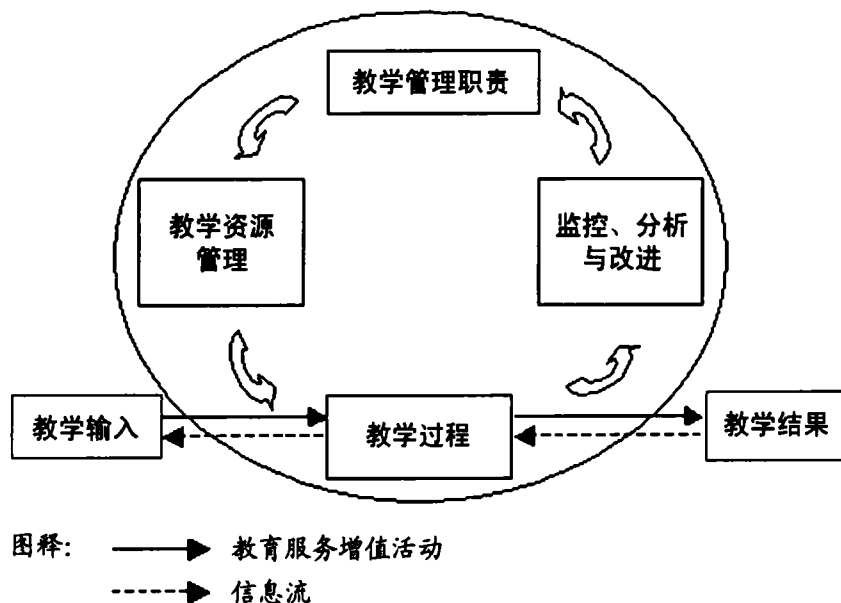 教学管理职责
教学资源
管理
监控、分析
与改进
教学输入
教学过程
教学结果
图释:
教育服务增值活动
信息流